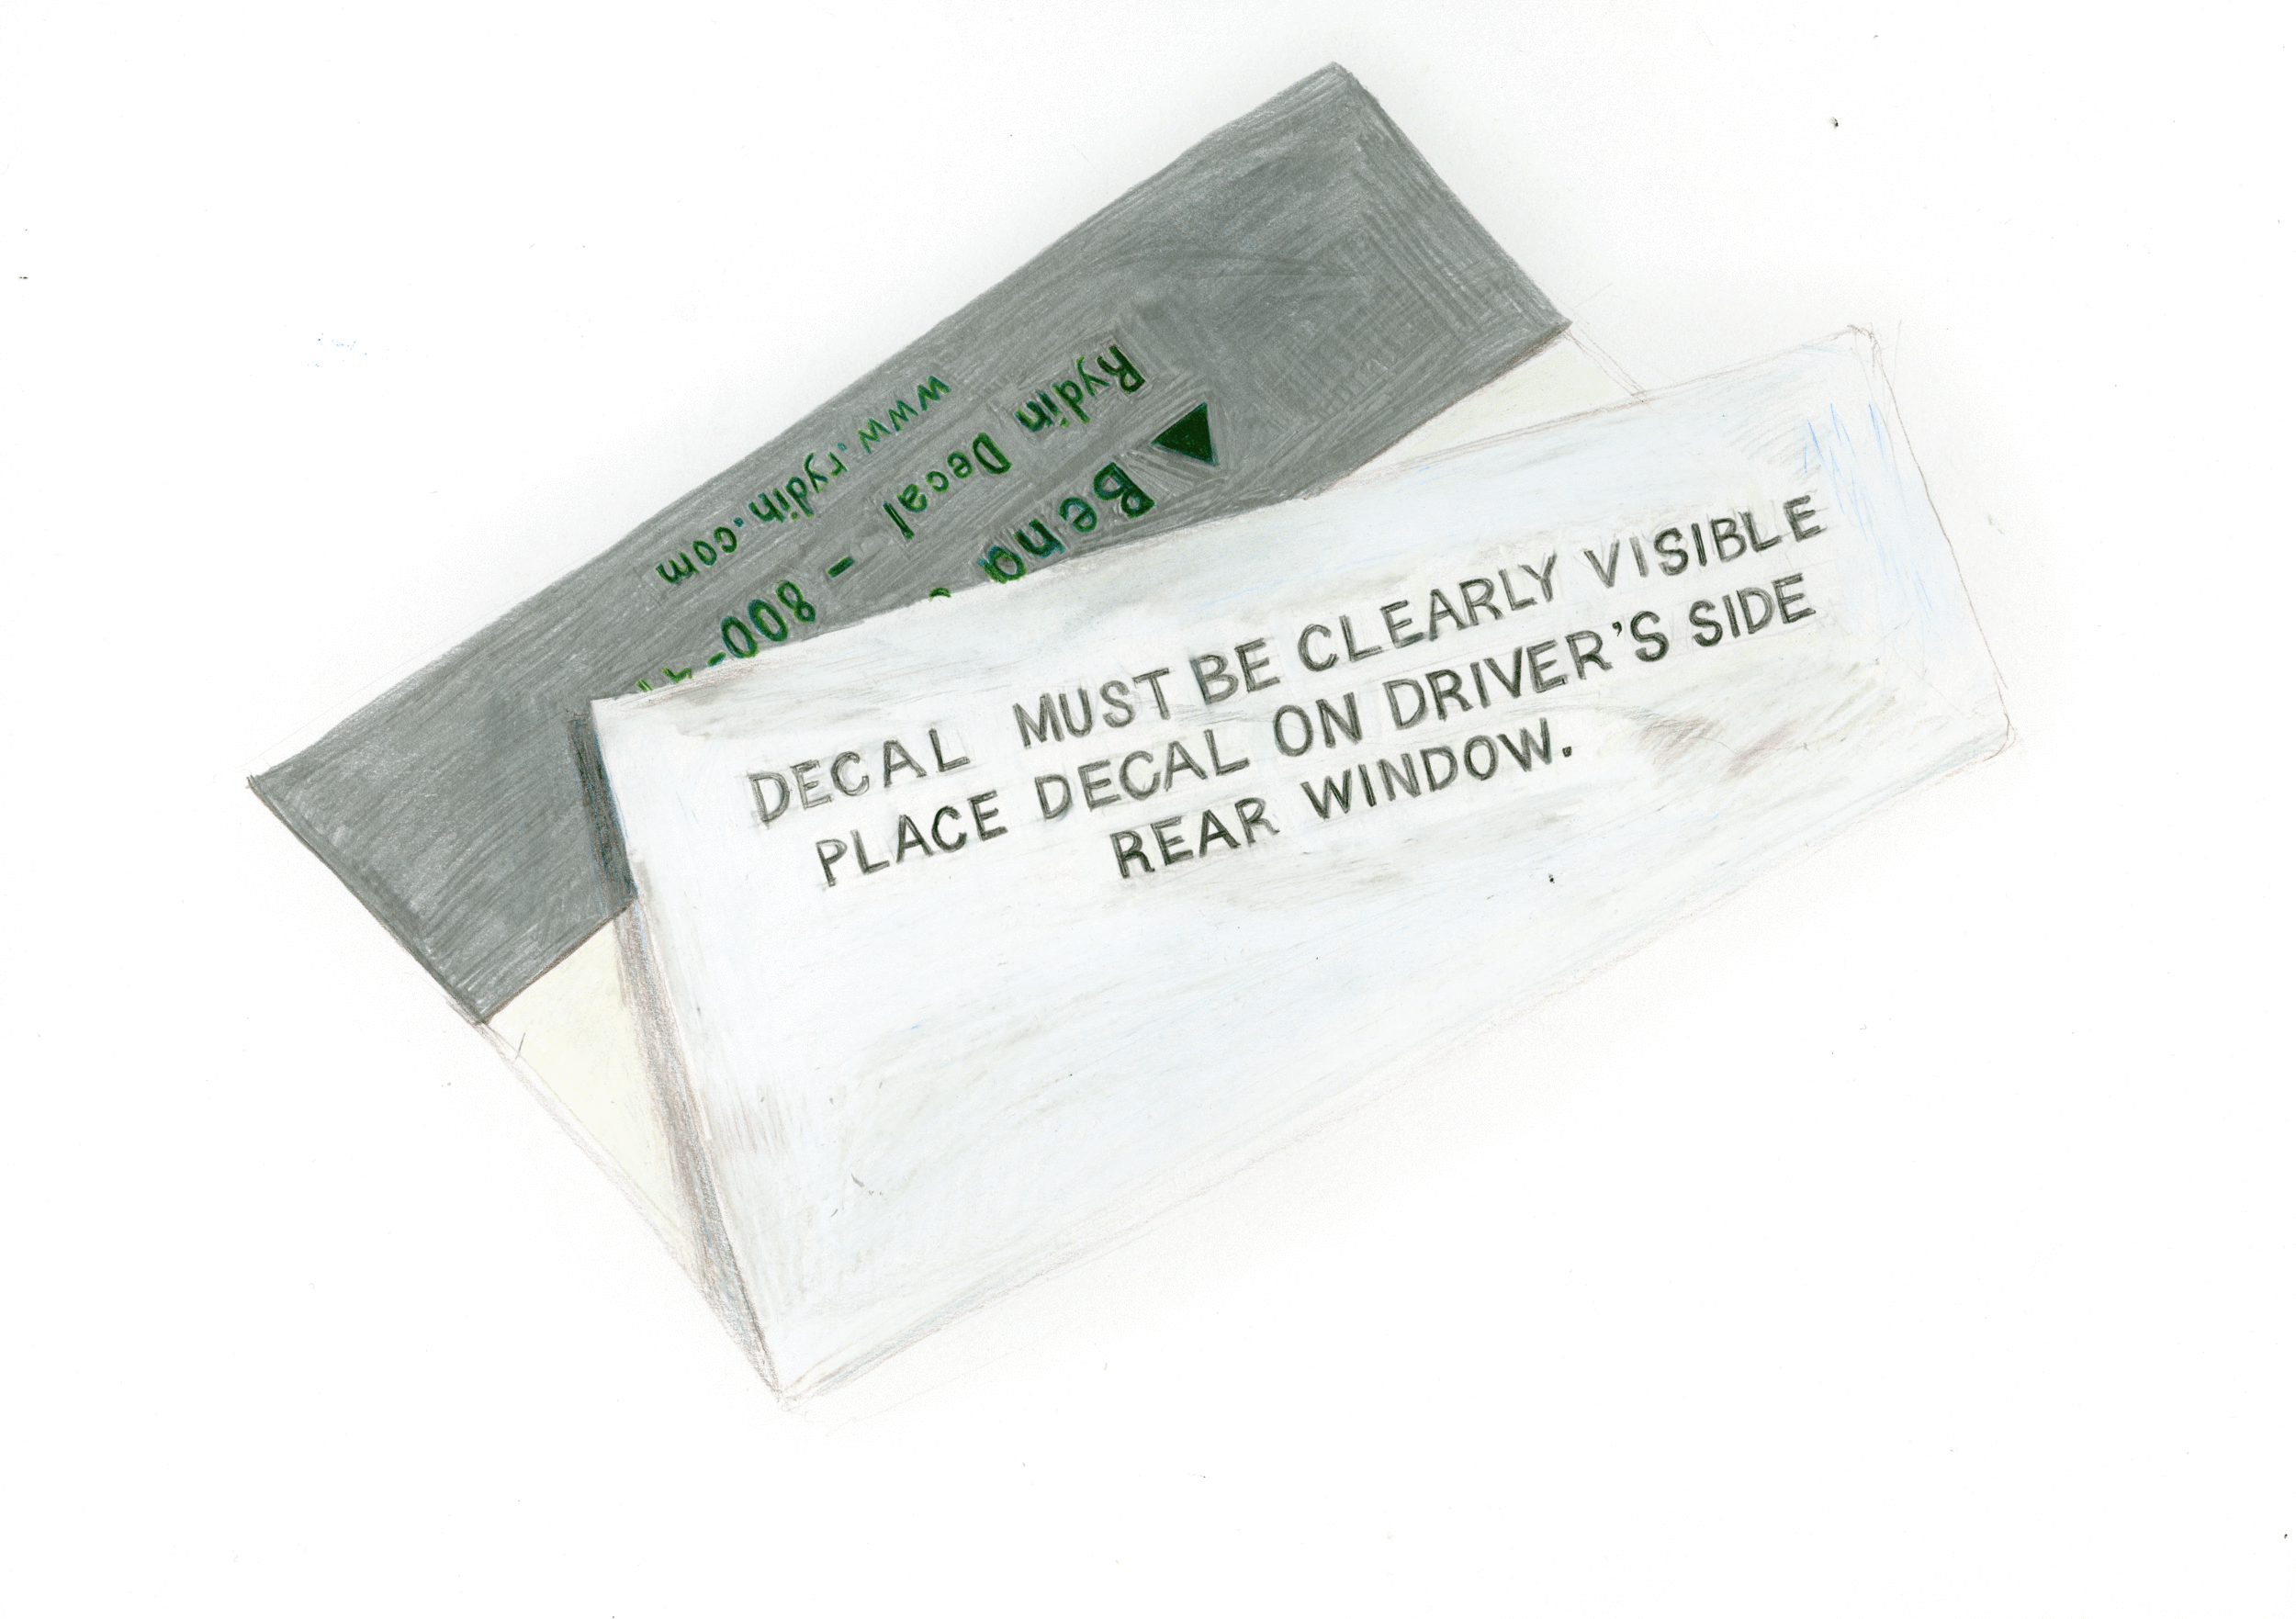 DECAL MUST BE CLEARLY VISIBLE
PLACE DECAL ON DRIVER'S SIDE
REAR WINDOW.
Rydin Decal - 800-
www.rydin.com